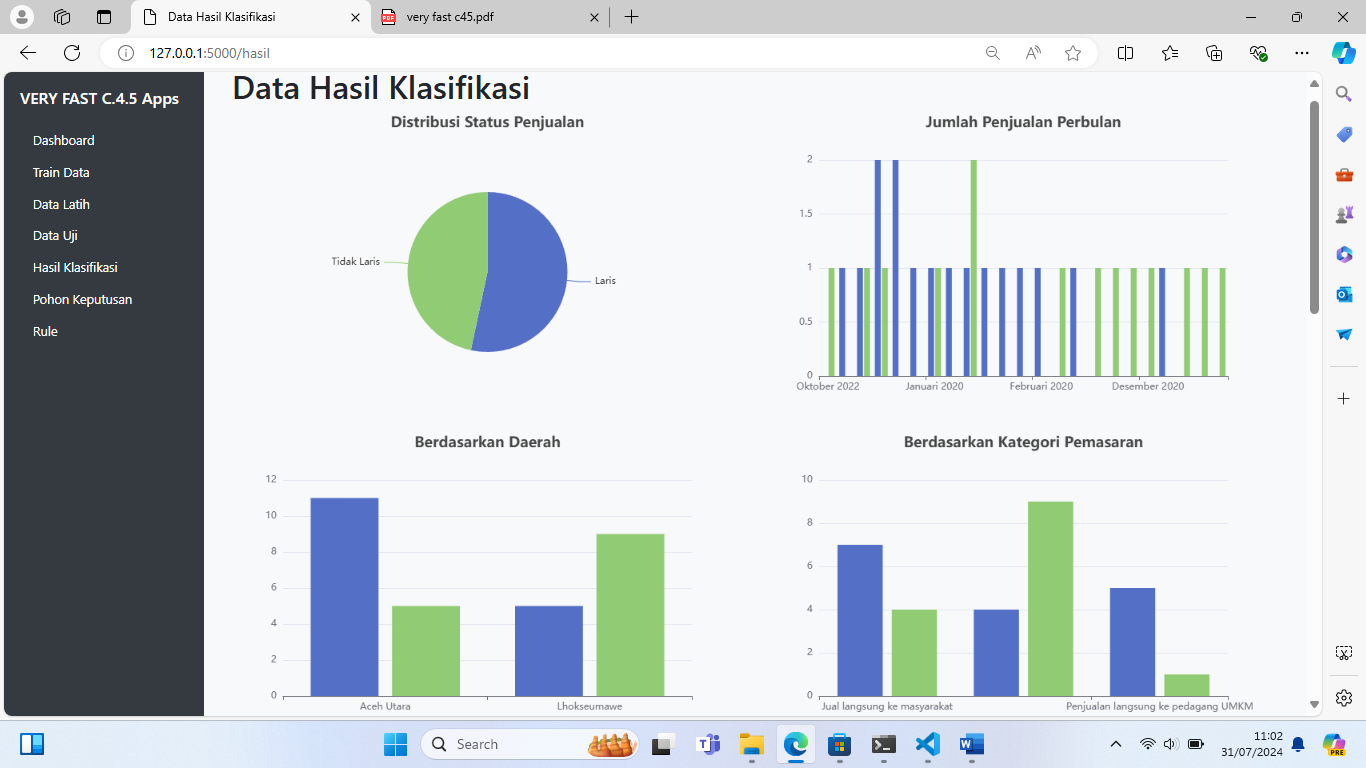 Data Hasil Klasifikasi
very fast c45.pdf
127.0.0.1:5000/hasil
VERY FAST C.4.5 Apps
Dashboard
Train Data
Data Latih
Data Uji
Hasil Klasifikasi
Pohon Keputusan
Rule
Data Hasil Klasifikasi
Distribusi Status Penjualan
Tidak Laris
Laris
Jumlah Penjualan Perbulan
2
1.5
1
0.5
0
Oktober 2022
Januari 2020
Februari 2020
Desember 2020
Berdasarkan Daerah
12
10
8
6
4
2
0
Aceh Utara
Lhokseumawe
Berdasarkan Kategori Pemasaran
10
8
6
4
2
0
Jual langsung ke masyarakat
Penjualan langsung ke pedagang UMKM
Search
11:02
31/07/2024
PRE